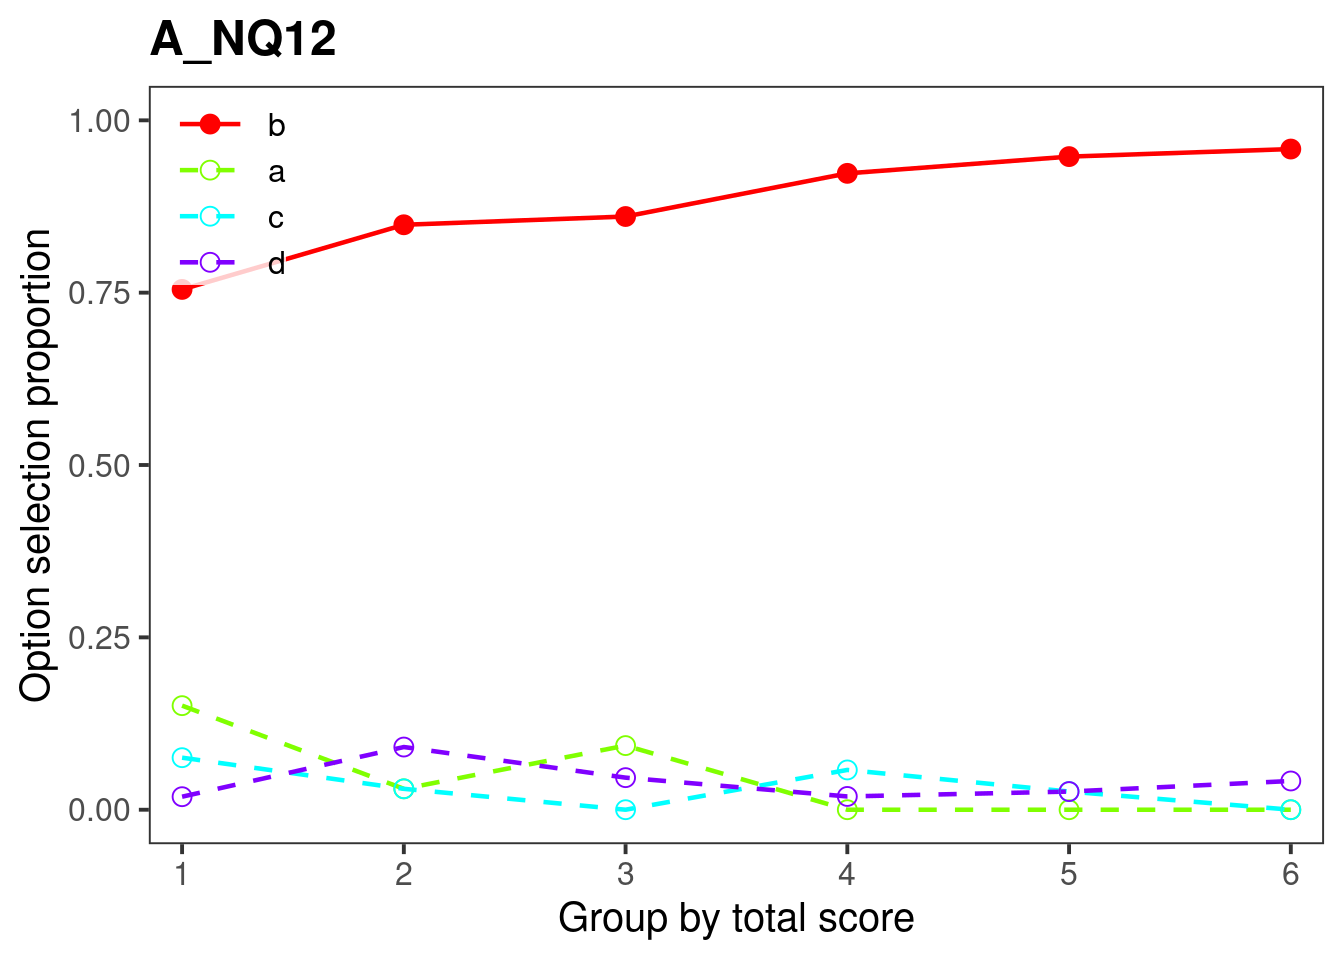 A_NQ12
1.00
0.75
0.50
0.25
0.00
b
a
c
d
Option selection proportion
1 2 3 4 5 6
Group by total score